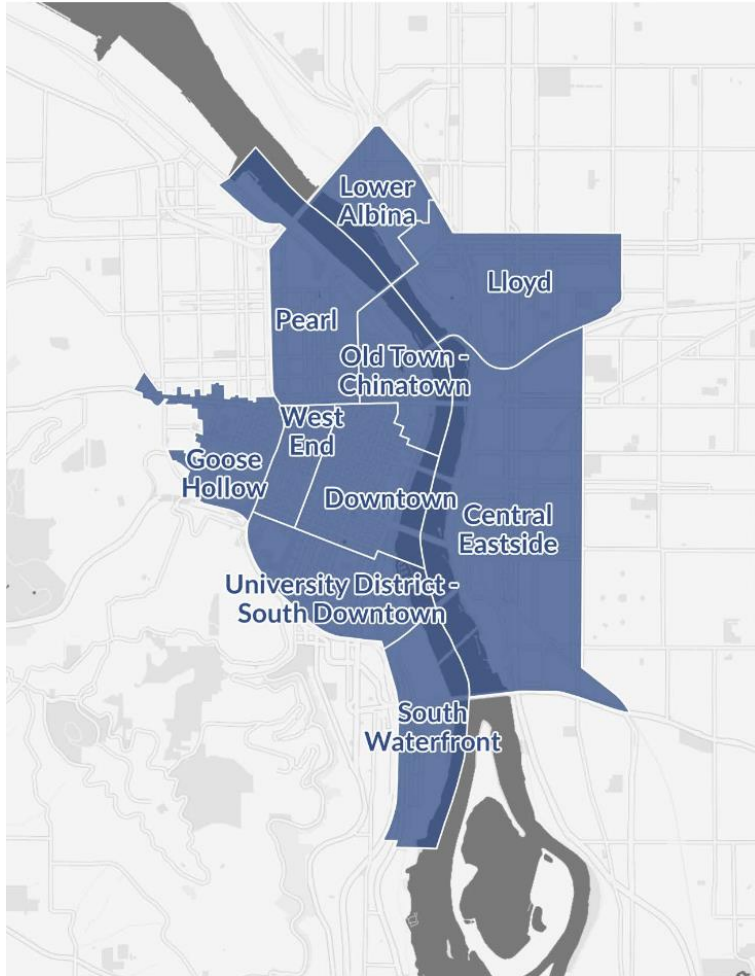 Lower
Albina
Lloyd
Pearl
Old Town -
Chinatown
West
End
Goose
Hollow
Downtown
Central
Eastside
University District -
South Downtown
South
Waterfront